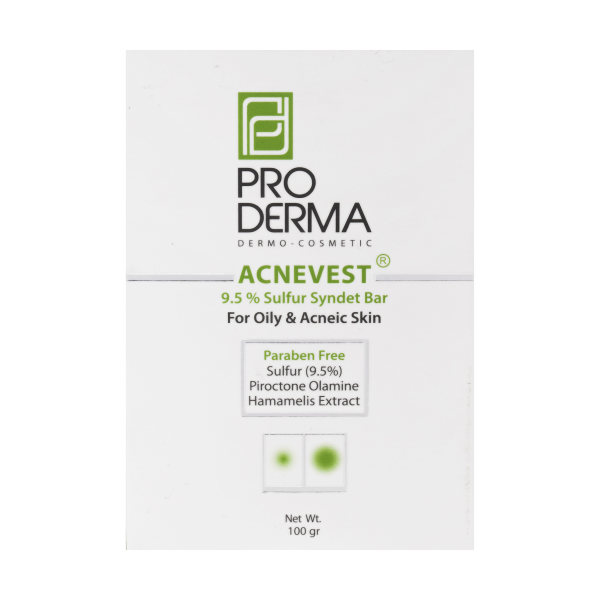 PRO
DERMA
DERMO-COSMETIC
ACNEVEST®
9.5 % Sulfur Syndet Bar
For Oily & Acneic Skin
Paraben Free
Sulfur (9.5%)
Piroctone Olamine
Hamamelis Extract
Net Wt.
100 gr